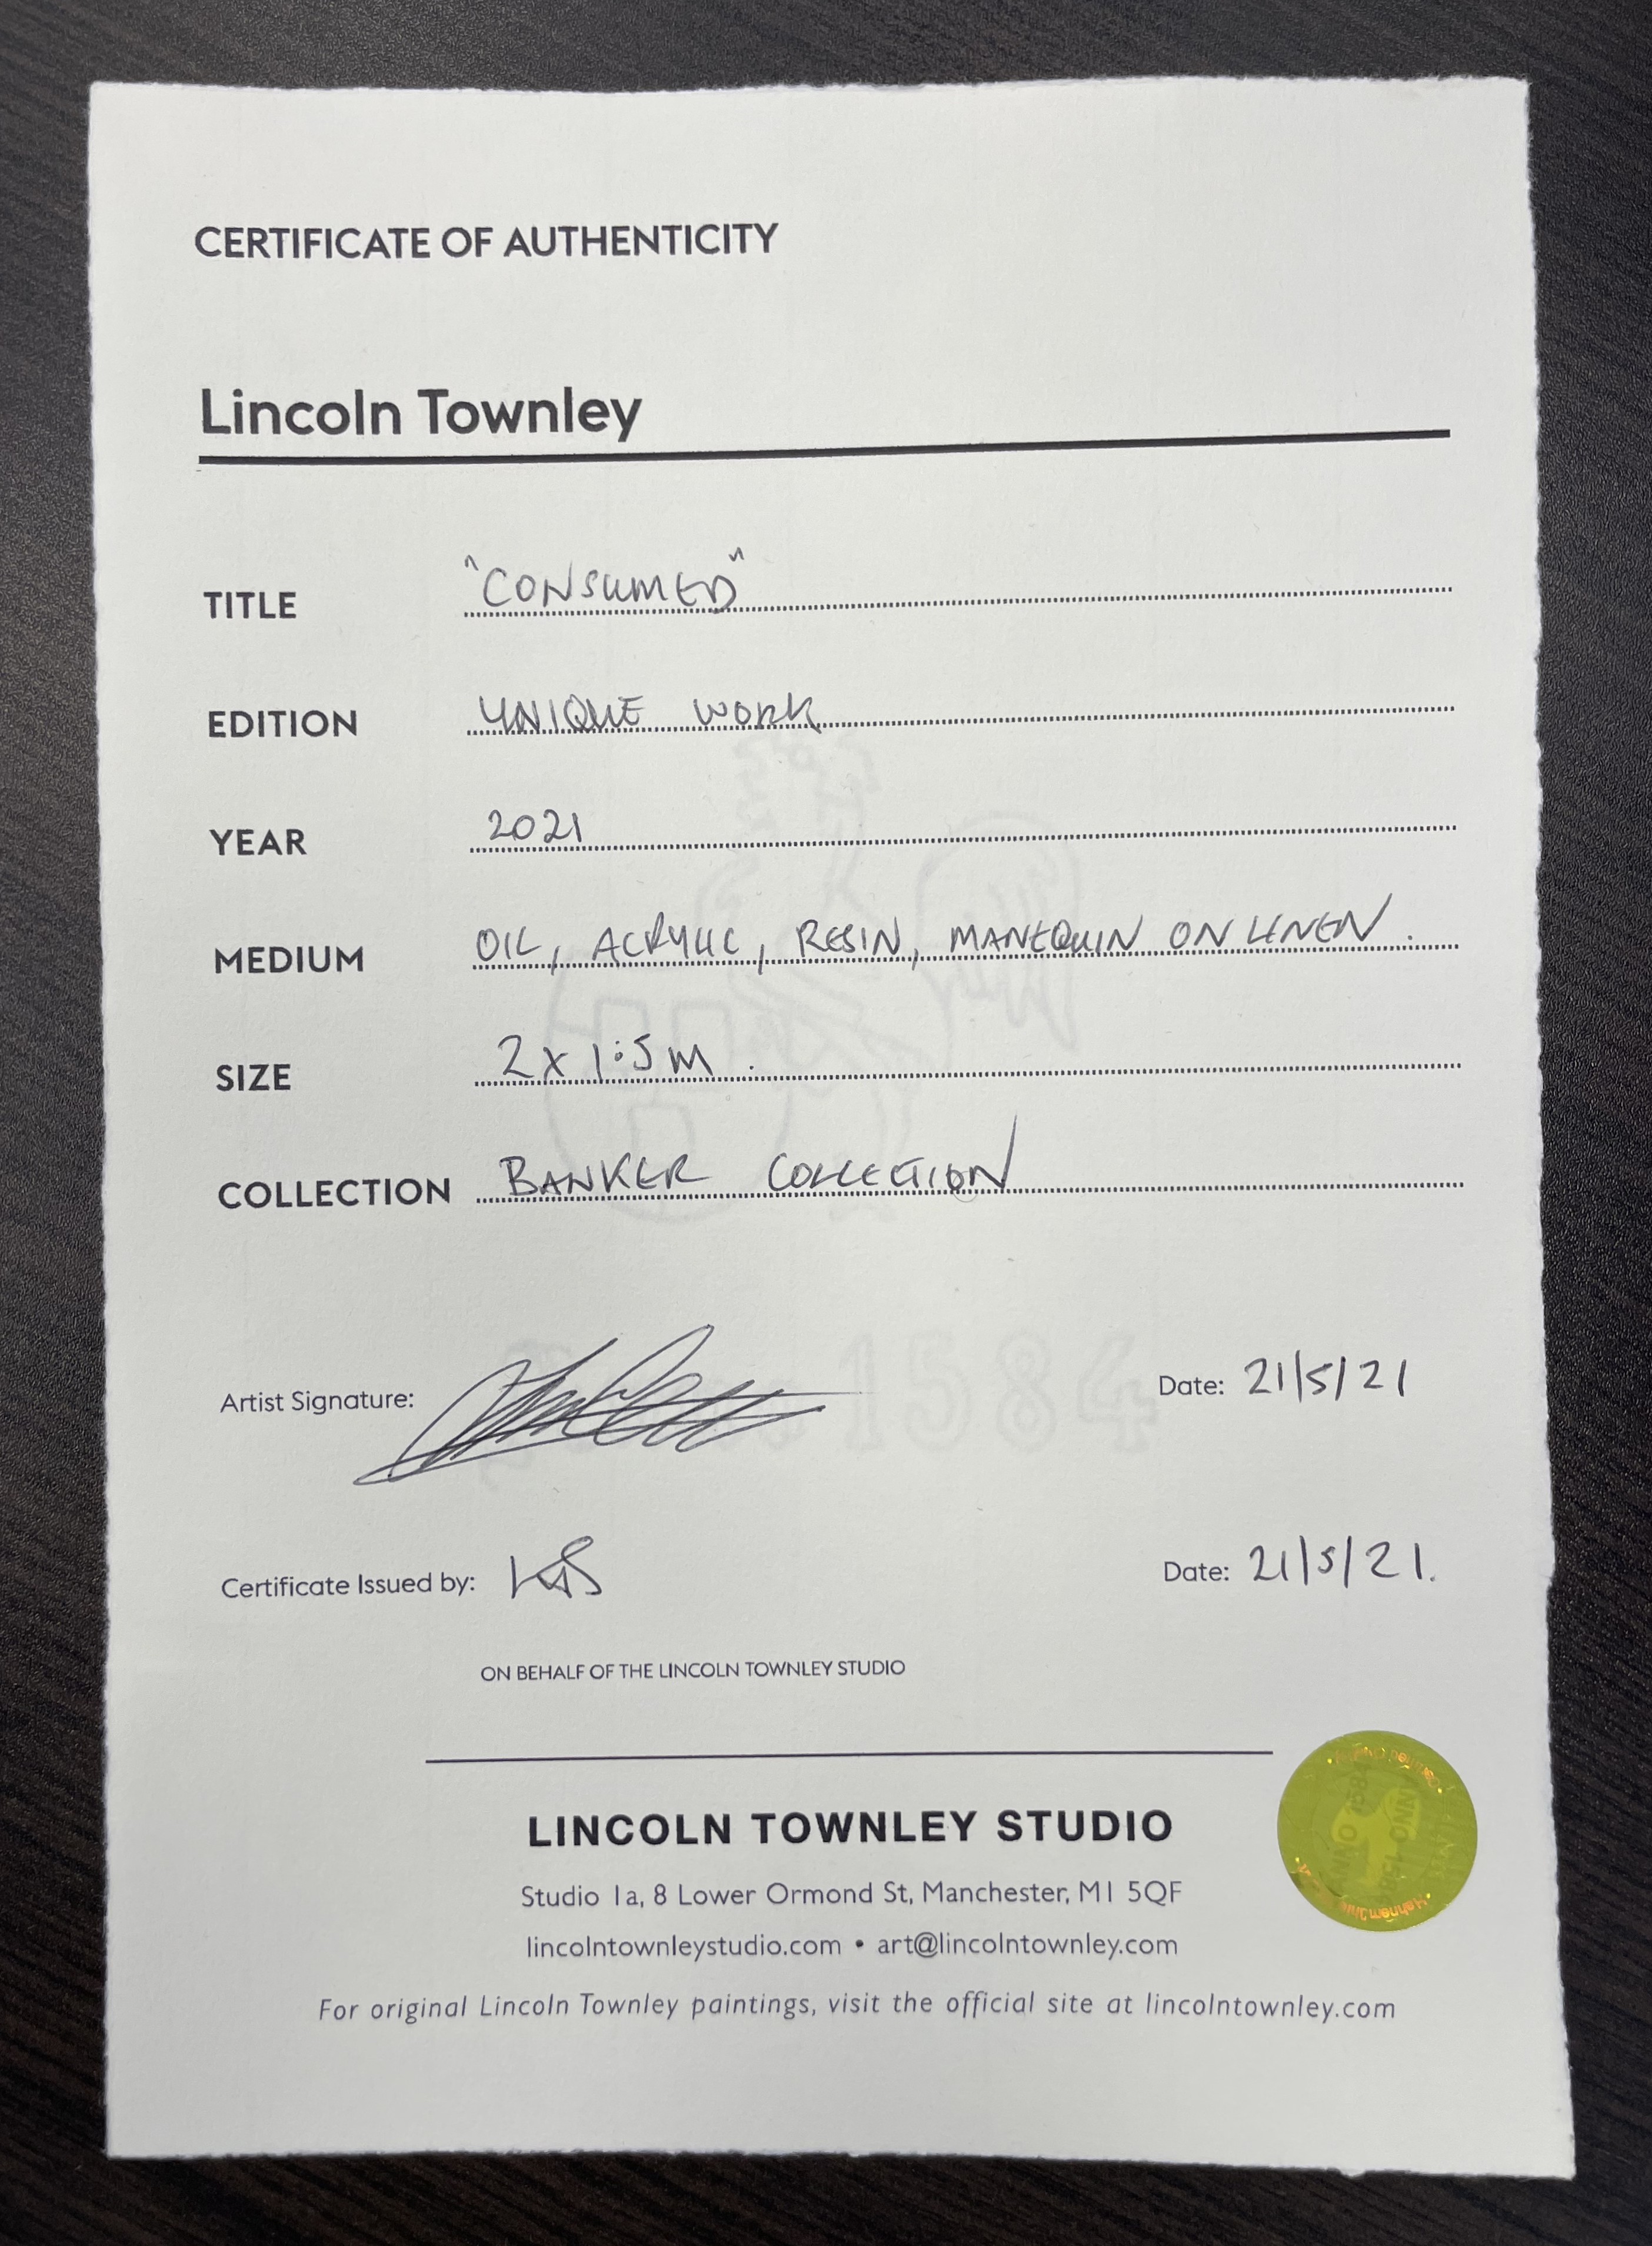 CERTIFICATE OF AUTHENTICITY
Lincoln Townley
TITLE "CONSUMED"
EDITION UNIQUE WORK
YEAR 2021
MEDIUM OIL, ACRYLIC, RESIN, MANEQUIN ON LINEN.
SIZE 2 x 1.5M.
COLLECTION BANKER COLLECTION
1584
Artist Signature: Date: 21/5/21
Certificate Issued by: Date: 21/5/21.
ON BEHALF OF THE LINCOLN TOWNLEY STUDIO
LINCOLN TOWNLEY STUDIO
Studio 1a, 8 Lower Ormond St, Manchester, M1 5QF
lincolntownleystudio.com • art@lincolntownley.com
For original Lincoln Townley paintings, visit the official site at lincolntownley.com